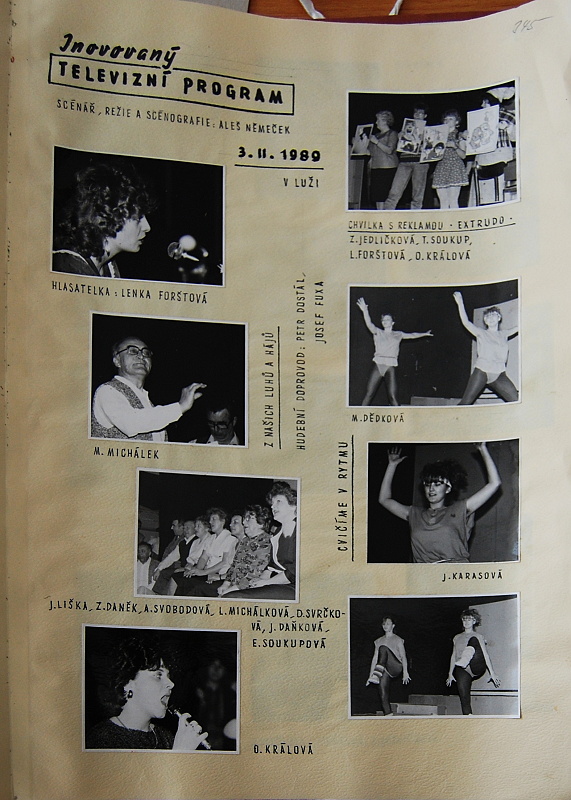 945
Inovovaný
TELEVIZNÍ PROGRAM
SCÉNÁŘ, REŽIE A SCÉNOGRAFIE: ALEŠ NĚMEČEK
3.11.1989
V LUŽI
HLASATELKA: LENKA FORŠTOVÁ
M. MICHÁLEK
Z NAŠICH LUHŮ A HÁJŮ
HUDEBNÍ DOPROVOD: PETR DOSTÁL,
JOSEF FUXA
J. LIŠKA, Z. DANĚK, A. SVOBODOVÁ, L. MICHÁLKOVÁ, D. SVRČKO-
VÁ, J. DAŇKOVÁ,
E. SOUKUPOVÁ
O. KRÁLOVÁ
CHVILKA S REKLAMOU - EXTRUDO -
Z. JEDLIČKOVÁ, T. SOUKUP,
L. FORŠTOVÁ, O. KRÁLOVÁ
M. DĚDKOVÁ
CVIČÍME V RYTMU
J. KARASOVÁ